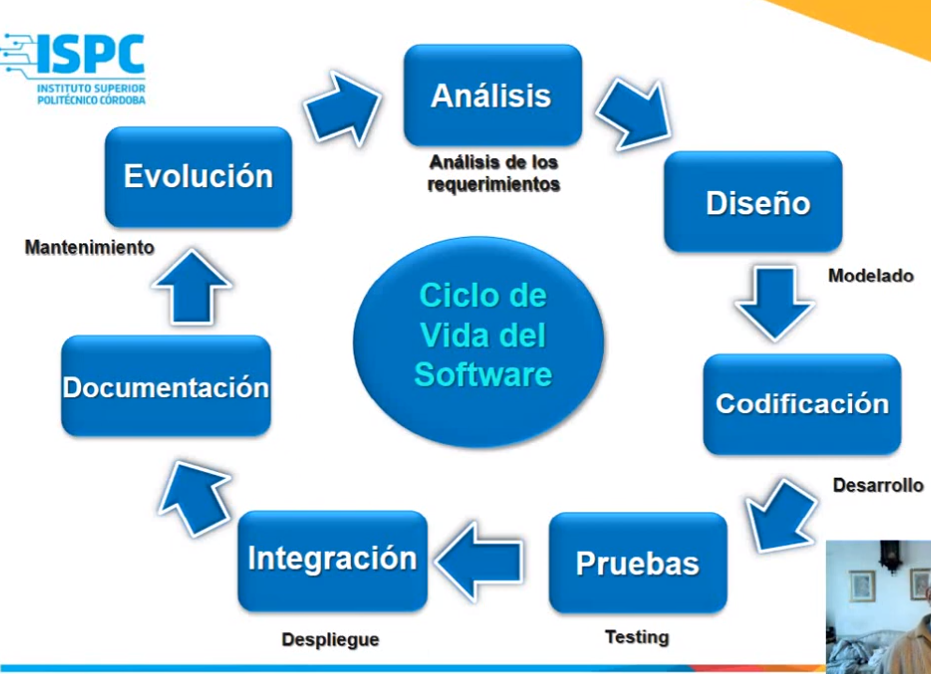 ISPC
INSTITUTO SUPERIOR
POLITÉCNICO CÓRDOBA
Análisis
Análisis de los
requerimientos
Diseño
Modelado
Codificación
Desarrollo
Pruebas
Testing
Integración
Despliegue
Documentación
Evolución
Mantenimiento
Ciclo de
Vida del
Software